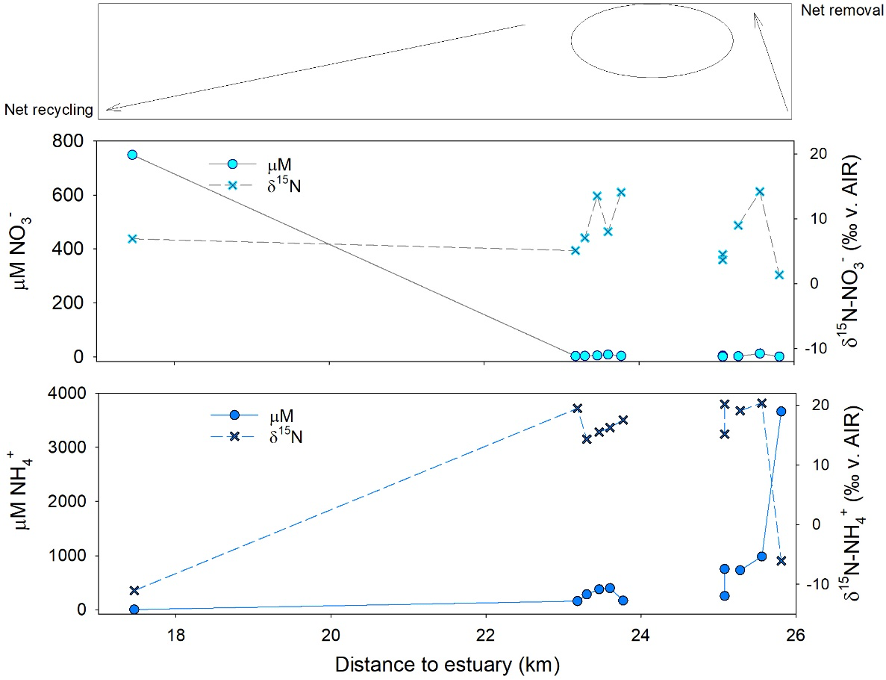 Net removal
Net recycling
800
600
400
200
0
μM NO₃⁻
μM
δ¹⁵N
20
10
0
-10
δ¹⁵N-NO₃⁻ (‰ v. AIR)
4000
3000
2000
1000
0
μM NH₄⁺
μM
δ¹⁵N
20
10
0
-10
δ¹⁵N-NH₄⁺ (‰ v. AIR)
18 20 22 24 26
Distance to estuary (km)